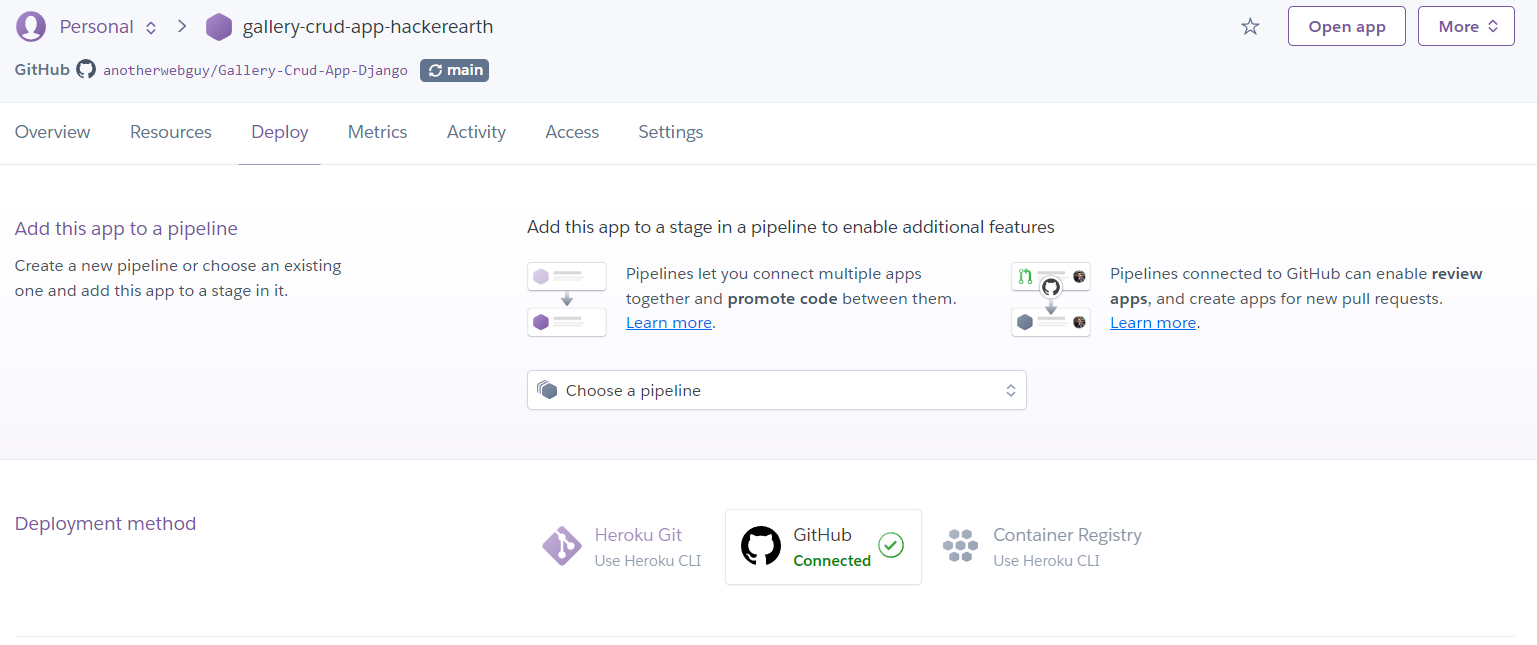 Personal gallery-crud-app-hackerearth Open app More
GitHub anotherwebguy/Gallery-Crud-App-Django main
Overview Resources Deploy Metrics Activity Access Settings
Add this app to a pipeline
Create a new pipeline or choose an existing
one and add this app to a stage in it.
Add this app to a stage in a pipeline to enable additional features
Pipelines let you connect multiple apps
together and promote code between them.
Learn more.
Pipelines connected to GitHub can enable review
apps, and create apps for new pull requests.
Learn more.
Choose a pipeline
Deployment method
Heroku Git
Use Heroku CLI
GitHub
Connected
Container Registry
Use Heroku CLI